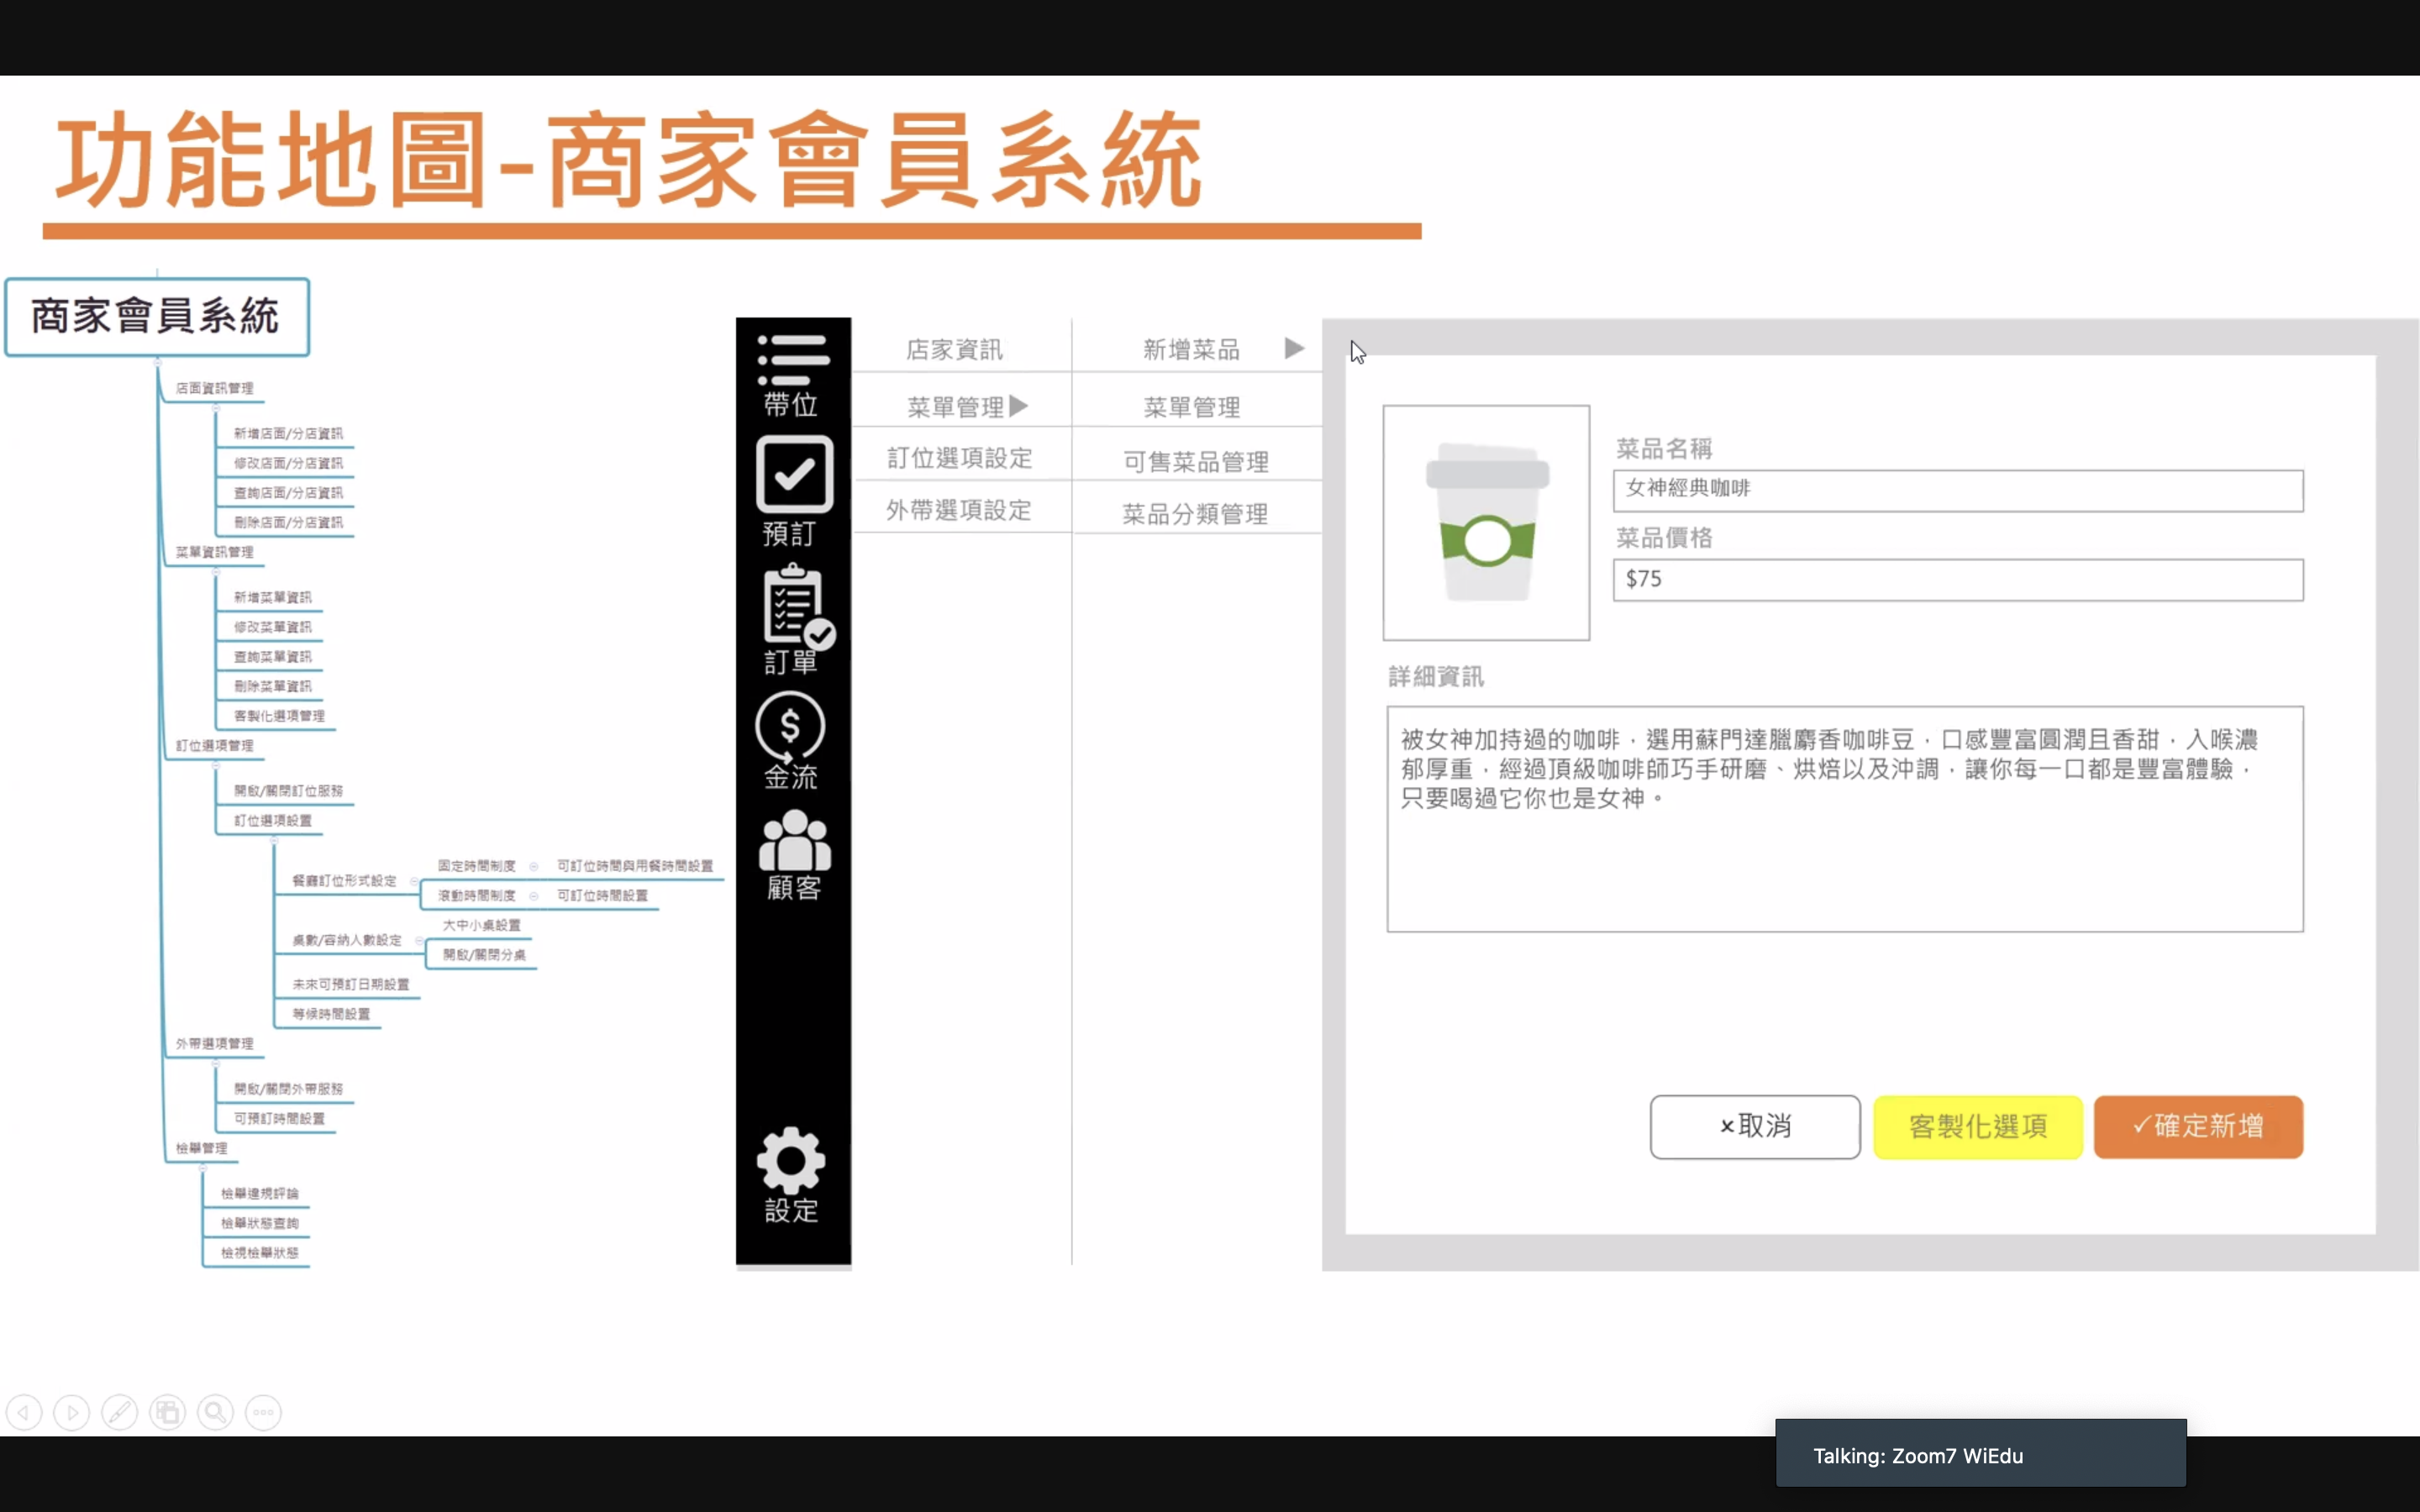 功能地圖-商家會員系統
商家會員系統
店面資訊管理
新增店面/分店資訊
修改店面/分店資訊
查詢店面/分店資訊
刪除店面/分店資訊
菜單資訊管理
新增菜單資訊
修改菜單資訊
查詢菜單資訊
刪除菜單資訊
客製化選項管理
訂位選項管理
開啟/關閉訂位服務
訂位選項設置
餐廳訂位形式設定
固定時間制度
可訂位時間與用餐時間設置
滾動時間制度
可訂位時間設置
桌數/容納人數設定
大中小桌設置
開啟/關閉分桌
未來可預訂日期設置
等候時間設置
外帶選項管理
開啟/關閉外帶服務
可預訂時間設置
檢舉管理
檢舉違規評論
檢舉狀態查詢
檢視檢舉狀態
帶位
預訂
訂單
金流
顧客
設定
店家資訊
菜單管理▶
訂位選項設定
外帶選項設定
新增菜品 ▶
菜單管理
可售菜品管理
菜品分類管理
菜品名稱
女神經典咖啡
菜品價格
$75
詳細資訊
被女神加持過的咖啡，選用蘇門達臘麝香咖啡豆，口感豐富圓潤且香甜，入喉濃
郁厚重，經過頂級咖啡師巧手研磨、烘焙以及沖調，讓你每一口都是豐富體驗，
只要喝過它你也是女神。
×取消
客製化選項
✓確定新增
Talking: Zoom7 WiEdu